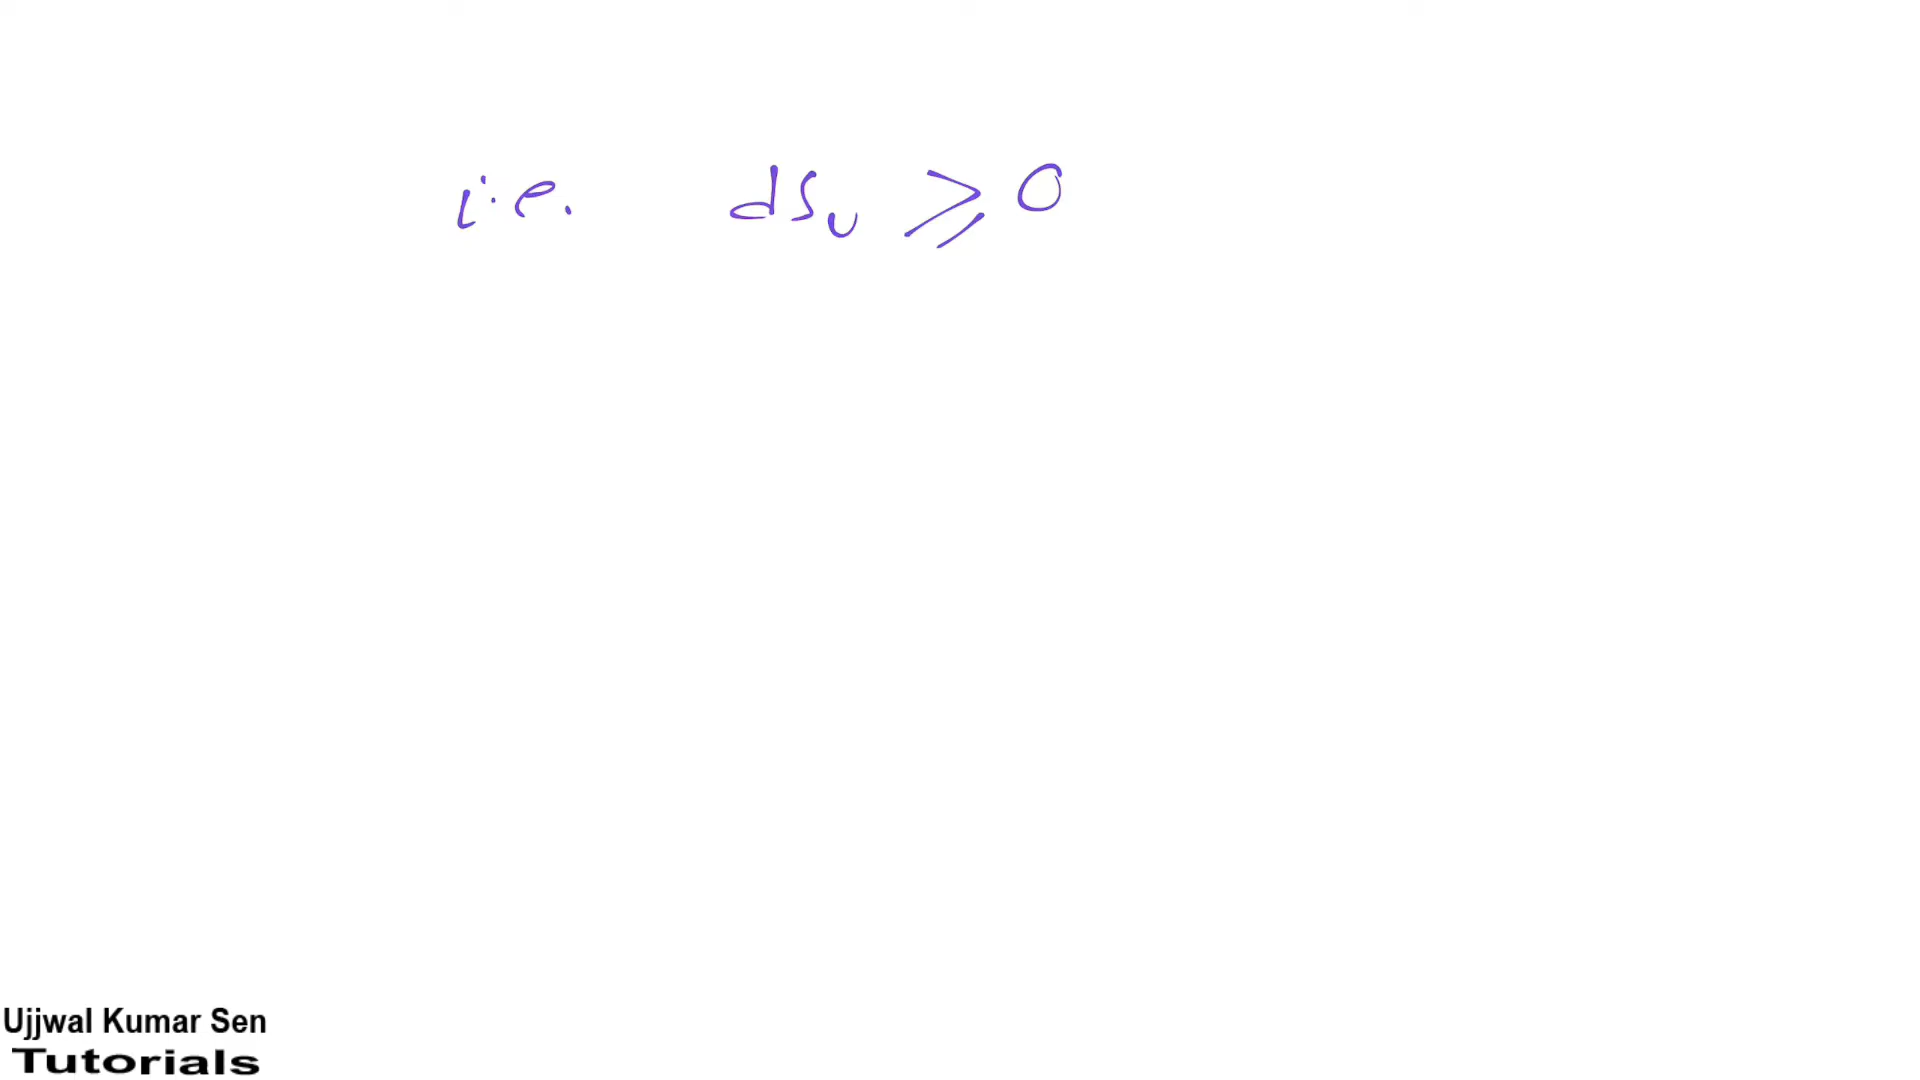 i.e. dS_U ⩾ 0
Ujjwal Kumar Sen
Tutorials